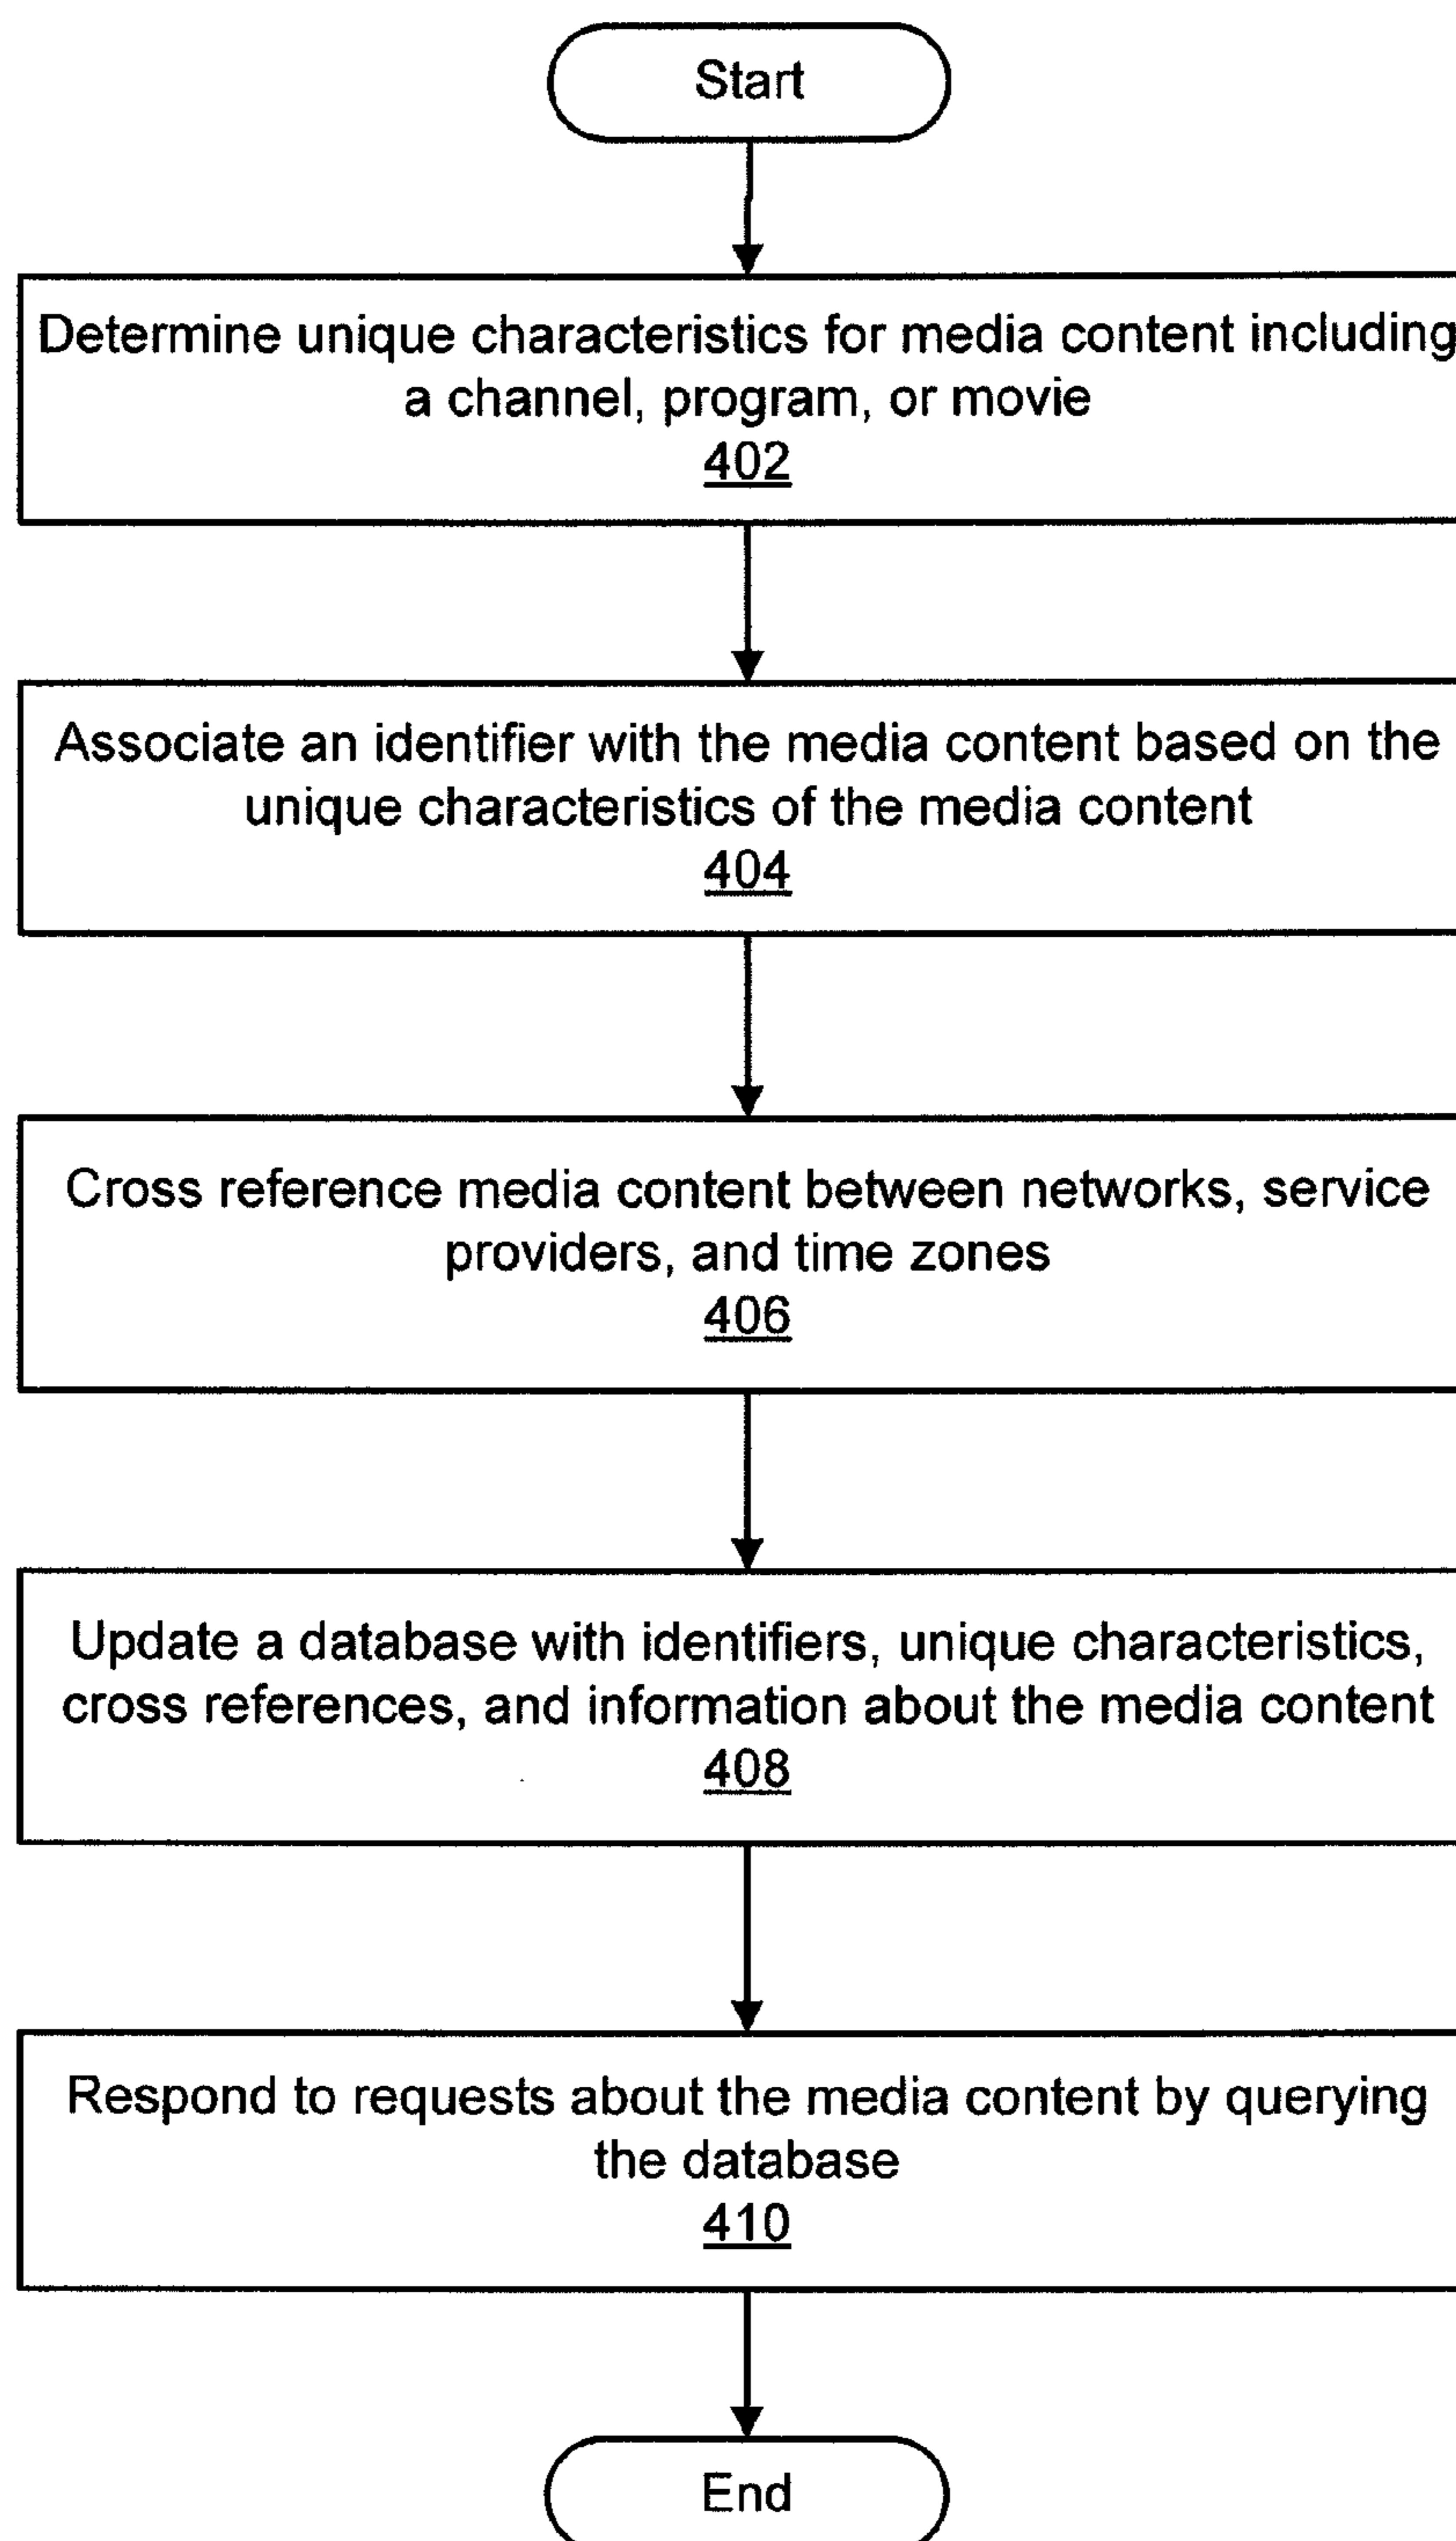 Start
Determine unique characteristics for media content including
a channel, program, or movie
402
Associate an identifier with the media content based on the
unique characteristics of the media content
404
Cross reference media content between networks, service
providers, and time zones
406
Update a database with identifiers, unique characteristics,
cross references, and information about the media content
408
Respond to requests about the media content by querying
the database
410
End